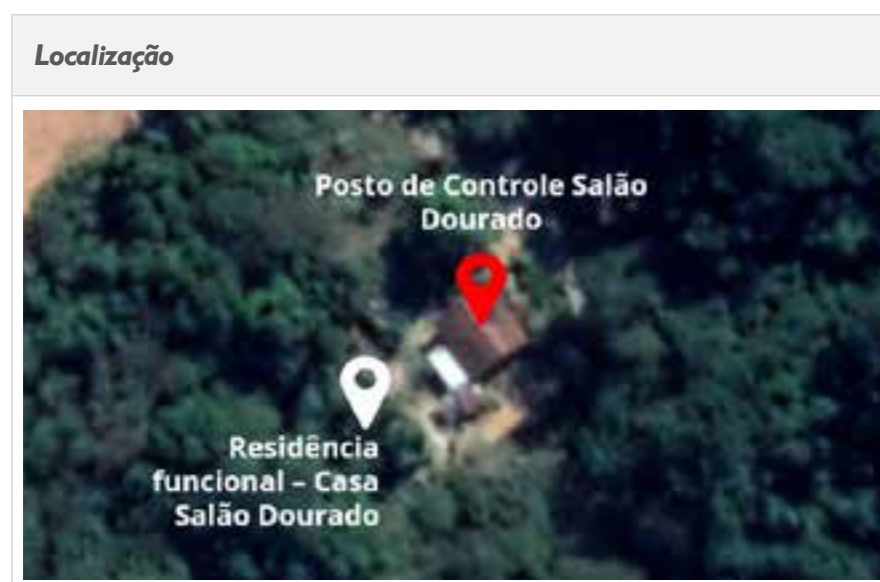 Localização
Posto de Controle Salão
Dourado
Residência
funcional – Casa
Salão Dourado